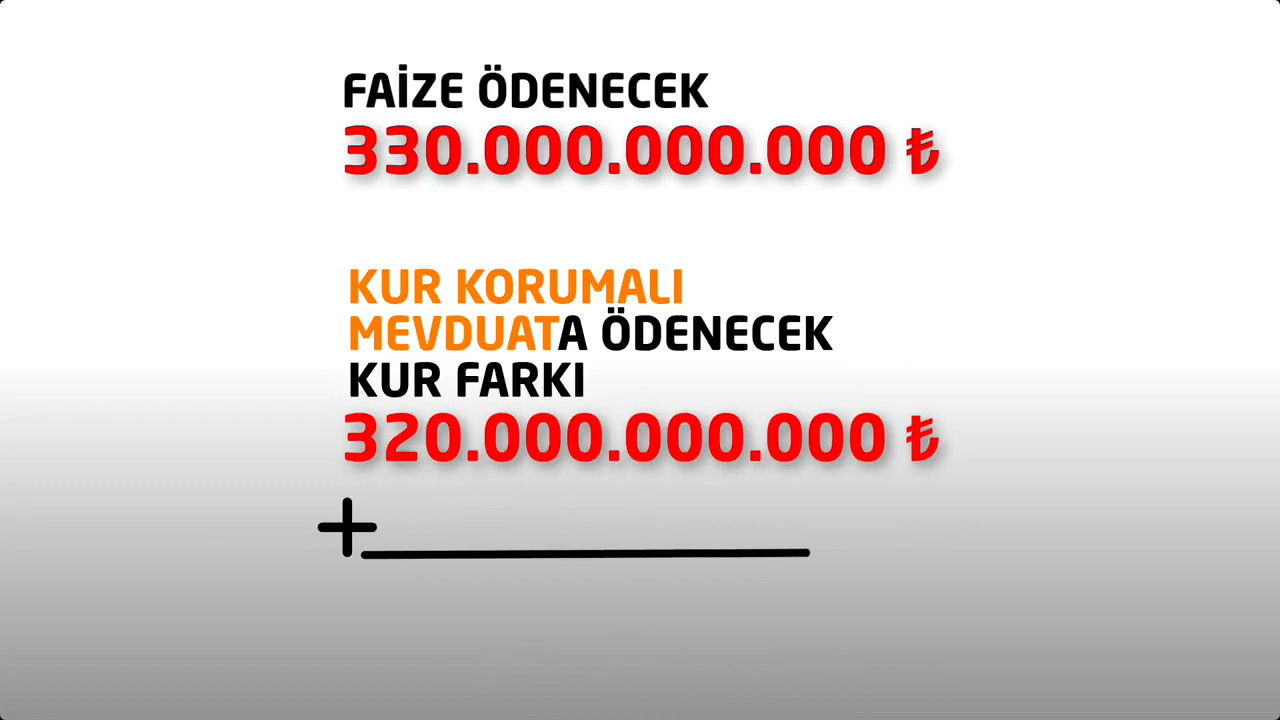 FAİZE ÖDENECEK
330.000.000.000 ₺
KUR KORUMALI
MEVDUATA ÖDENECEK
KUR FARKI
320.000.000.000 ₺
+